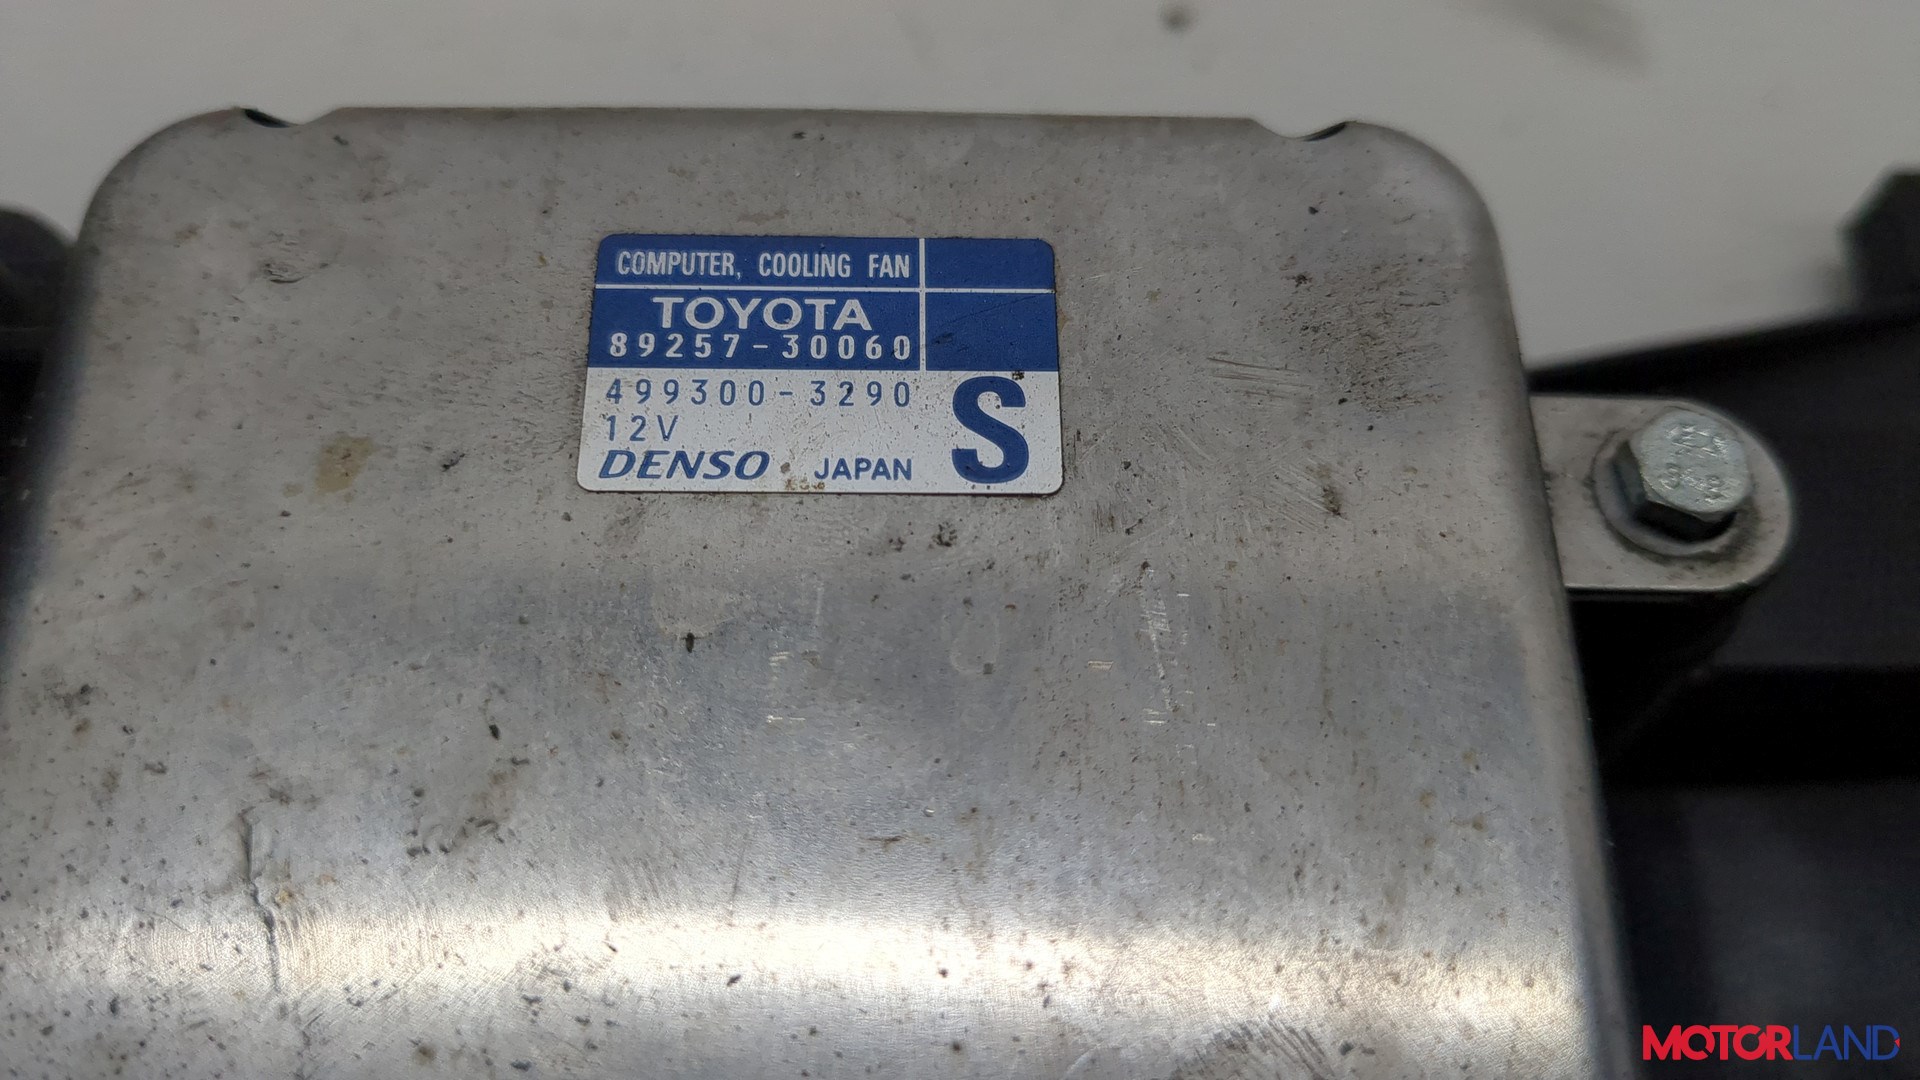 COMPUTER, COOLING FAN
TOYOTA
89257-30060
499300-3290
12V
DENSO JAPAN
S
MOTORLAND